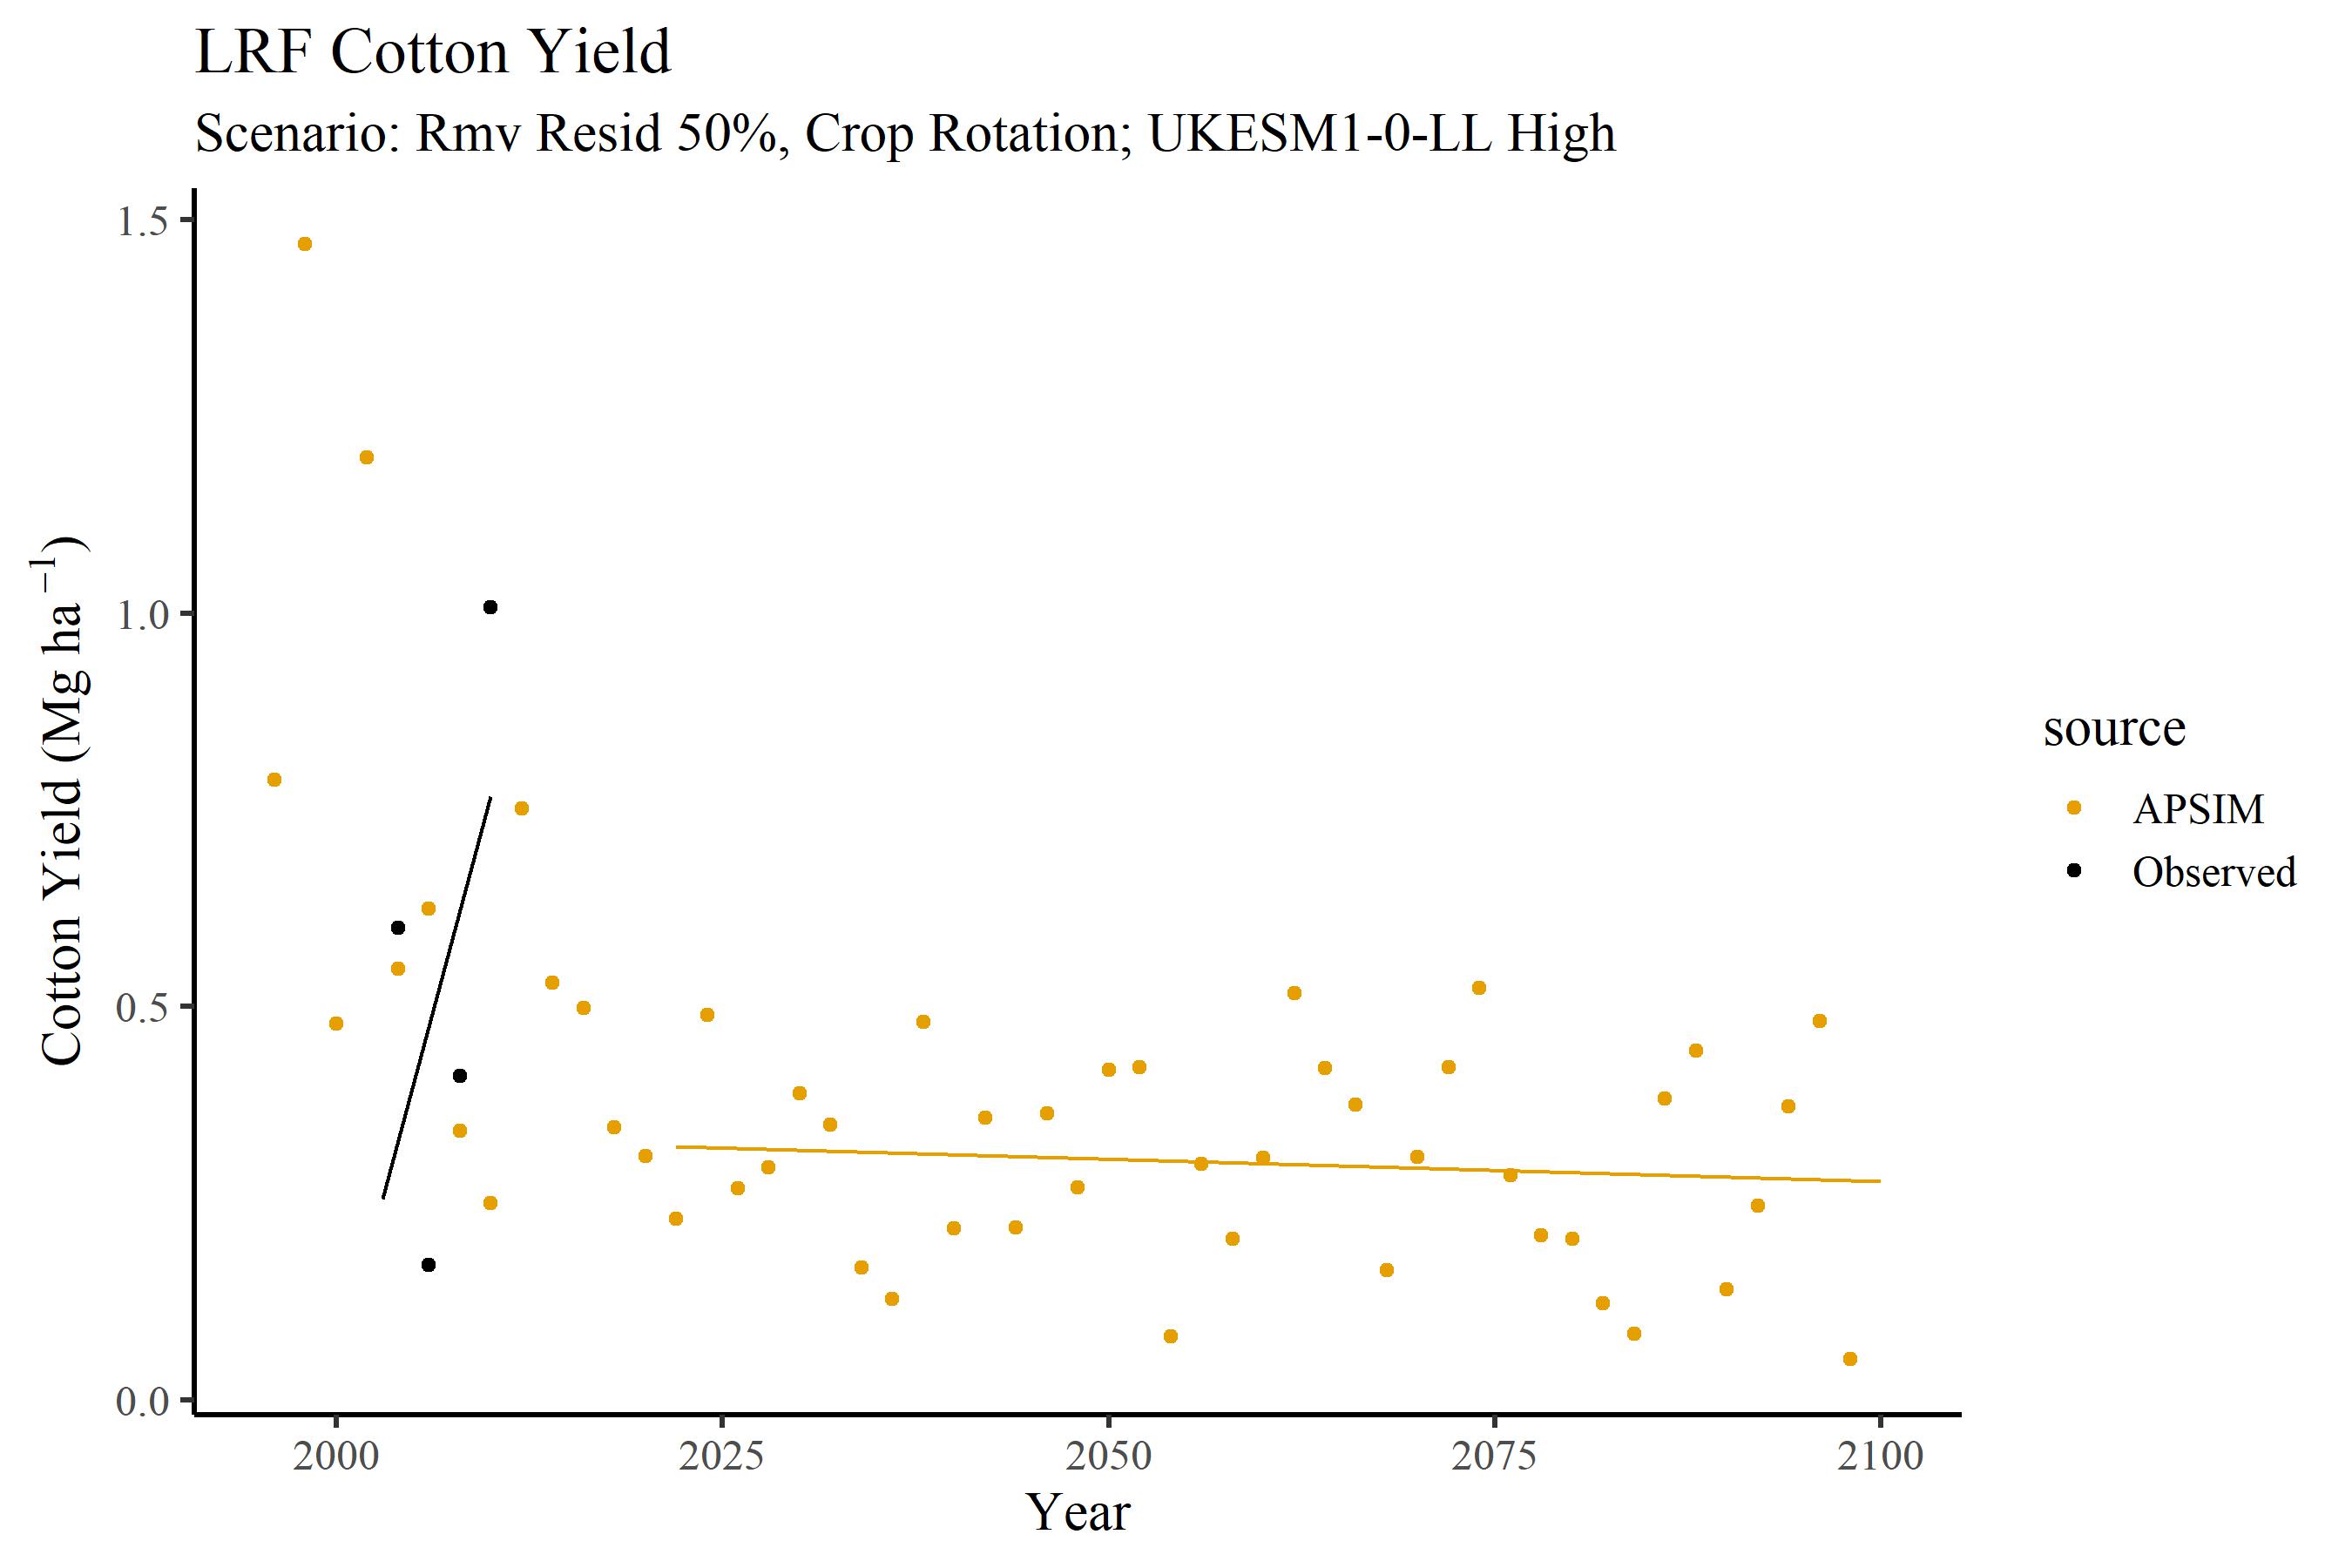 LRF Cotton Yield
Scenario: Rmv Resid 50%, Crop Rotation; UKESM1-0-LL High
Cotton Yield (Mg ha⁻¹)
1.5
1.0
0.5
0.0
2000 2025 2050 2075 2100
Year
source
APSIM
Observed